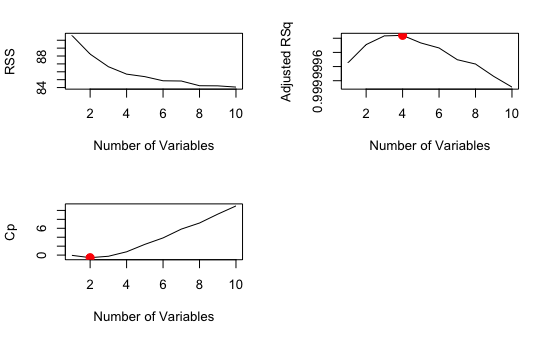 RSS
88
84
2 4 6 8 10
Number of Variables
Adjusted RSq
0.9999996
2 4 6 8 10
Number of Variables
Cp
6
0
2 4 6 8 10
Number of Variables